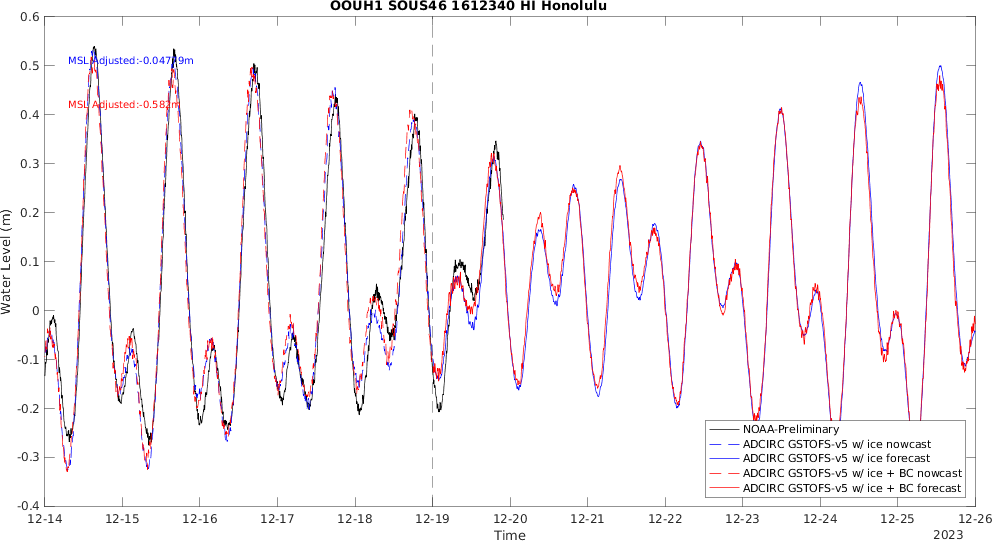 OOUH1 SOUS46 1612340 HI Honolulu
0.6
0.5
0.4
0.3
0.2
0.1
0
-0.1
-0.2
-0.3
-0.4
Water Level (m)
MSL Adjusted:-0.04719m
MSL Adjusted:-0.582m
NOAA-Preliminary
ADCIRC GSTOFS-v5 w/ ice nowcast
ADCIRC GSTOFS-v5 w/ ice forecast
ADCIRC GSTOFS-v5 w/ ice + BC nowcast
ADCIRC GSTOFS-v5 w/ ice + BC forecast
12-14 12-15 12-16 12-17 12-18 12-19 12-20 12-21 12-22 12-23 12-24 12-25 12-26
Time
2023